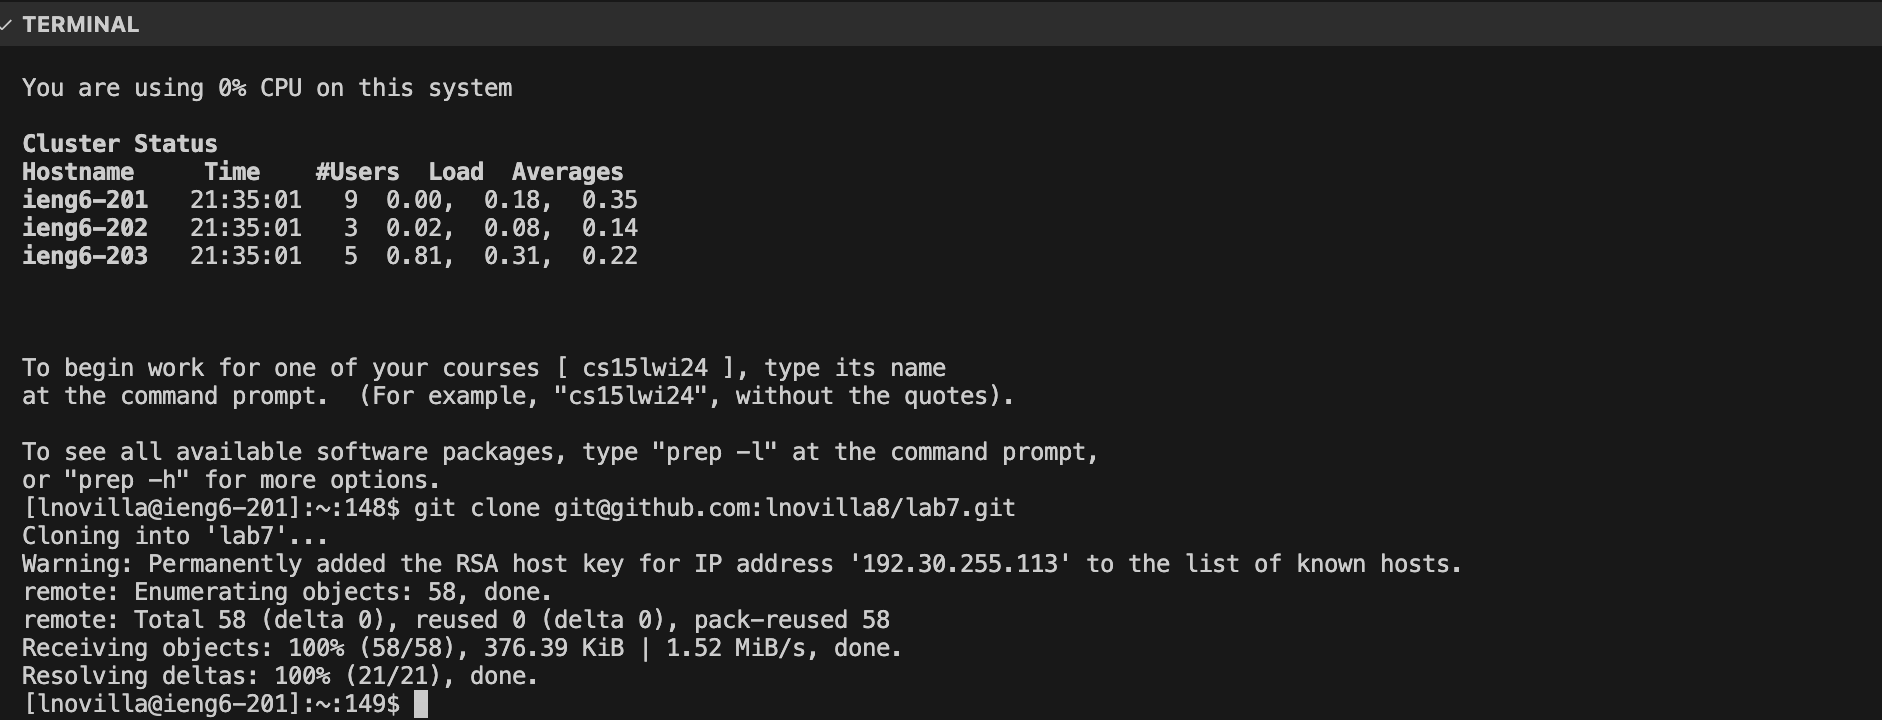 TERMINAL
You are using 0% CPU on this system
Cluster Status
Hostname     Time    #Users  Load  Averages
ieng6-201   21:35:01   9  0.00,  0.18,  0.35
ieng6-202   21:35:01   3  0.02,  0.08,  0.14
ieng6-203   21:35:01   5  0.81,  0.31,  0.22
To begin work for one of your courses [ cs15lwi24 ], type its name
at the command prompt.  (For example, "cs15lwi24", without the quotes).
To see all available software packages, type "prep -l" at the command prompt,
or "prep -h" for more options.
[lnovilla@ieng6-201]:~:148$ git clone git@github.com:lnovilla8/lab7.git
Cloning into 'lab7'...
Warning: Permanently added the RSA host key for IP address '192.30.255.113' to the list of known hosts.
remote: Enumerating objects: 58, done.
remote: Total 58 (delta 0), reused 0 (delta 0), pack-reused 58
Receiving objects: 100% (58/58), 376.39 KiB | 1.52 MiB/s, done.
Resolving deltas: 100% (21/21), done.
[lnovilla@ieng6-201]:~:149$